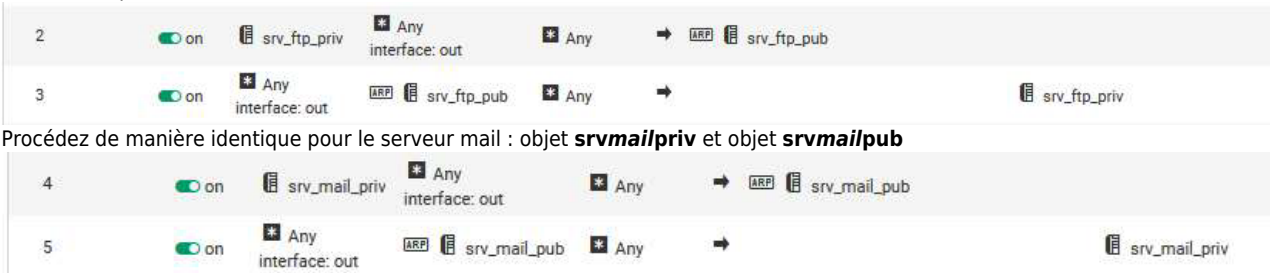 2 on srv_ftp_priv Any interface: out Any ARP srv_ftp_pub
3 on Any interface: out ARP srv_ftp_pub Any srv_ftp_priv
Procédez de manière identique pour le serveur mail : objet srvmailpriv et objet srvmailpub
4 on srv_mail_priv Any interface: out Any ARP srv_mail_pub
5 on Any interface: out ARP srv_mail_pub Any srv_mail_priv